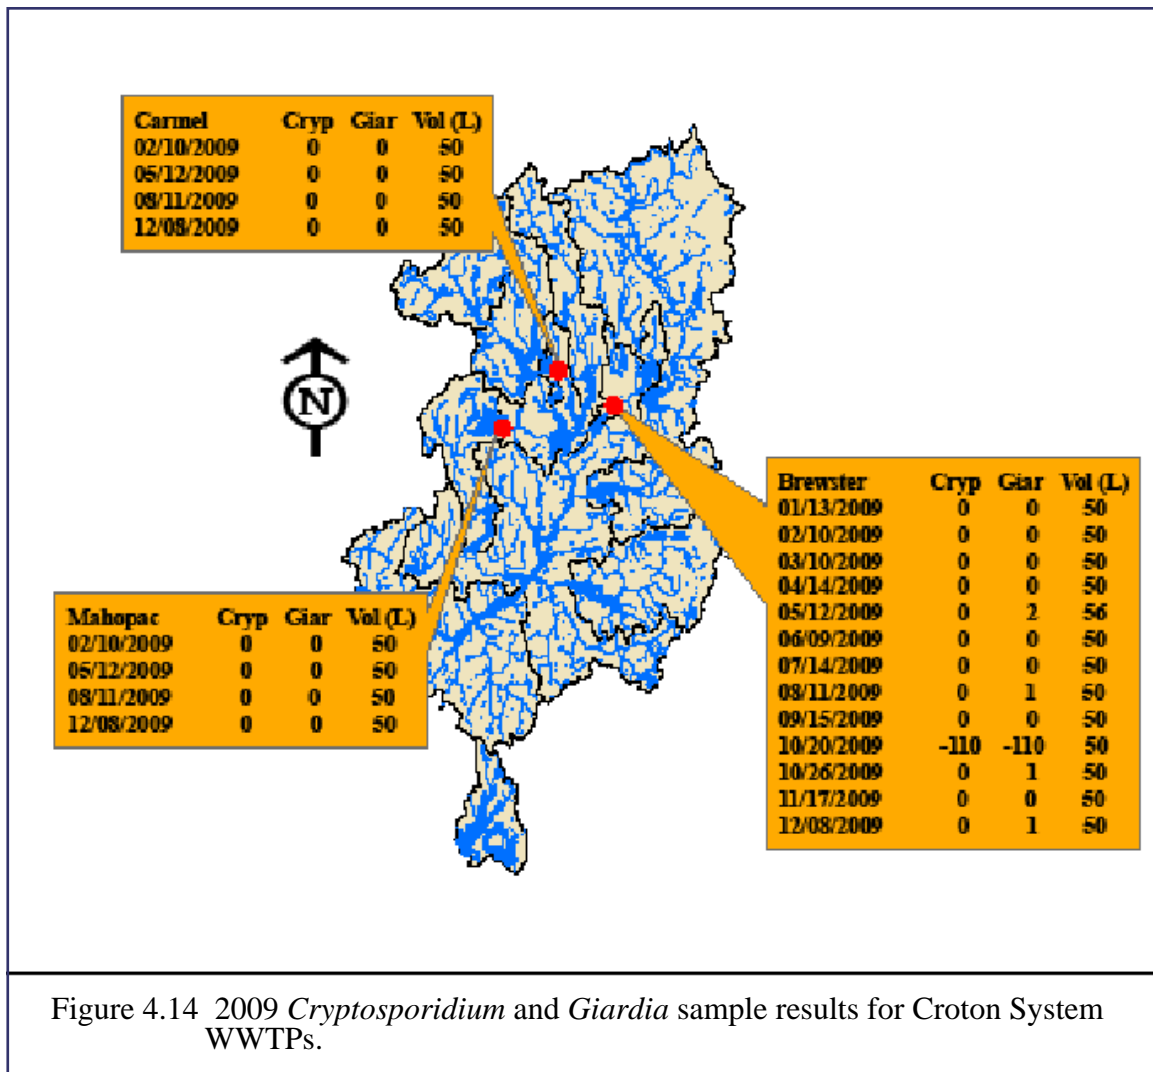 Carmel Cryp Giar Vol (L)
02/10/2009 0 0 50
05/12/2009 0 0 50
08/11/2009 0 0 50
12/08/2009 0 0 50
N
Brewster Cryp Giar Vol (L)
01/13/2009 0 0 50
02/10/2009 0 0 50
03/10/2009 0 0 50
04/14/2009 0 0 50
05/12/2009 0 2 56
06/09/2009 0 0 50
07/14/2009 0 0 50
08/11/2009 0 1 50
09/15/2009 0 0 50
10/20/2009 -110 -110 50
10/26/2009 0 1 50
11/17/2009 0 0 50
12/08/2009 0 1 50
Mahopac Cryp Giar Vol (L)
02/10/2009 0 0 50
05/12/2009 0 0 50
08/11/2009 0 0 50
12/08/2009 0 0 50
Figure 4.14 2009 Cryptosporidium and Giardia sample results for Croton System
WWTPs.